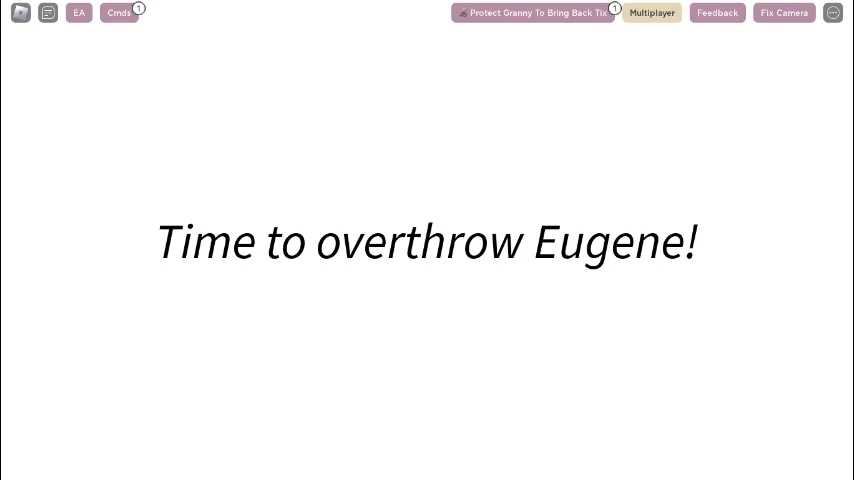 EA
Cmds
1
Protect Granny To Bring Back Tix
1
Multiplayer
Feedback
Fix Camera
Time to overthrow Eugene!